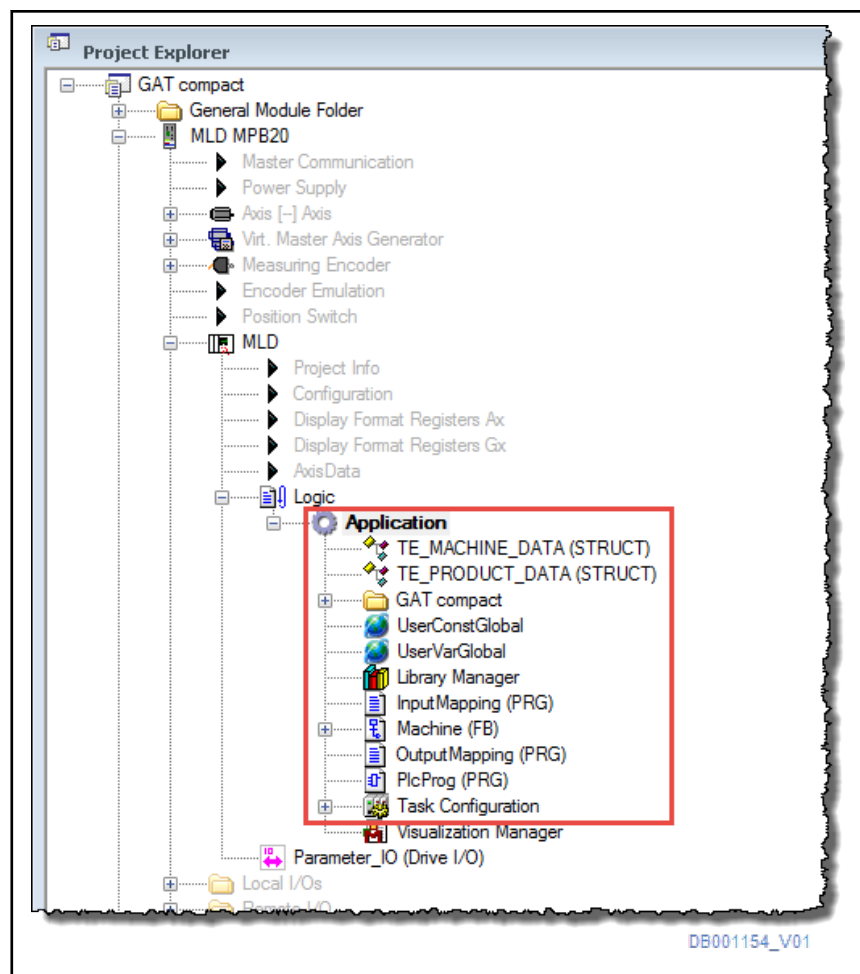 Project Explorer
GAT compact
General Module Folder
MLD MPB20
Master Communication
Power Supply
Axis [--] Axis
Virt. Master Axis Generator
Measuring Encoder
Encoder Emulation
Position Switch
MLD
Project Info
Configuration
Display Format Registers Ax
Display Format Registers Gx
AxisData
Logic
Application
TE_MACHINE_DATA (STRUCT)
TE_PRODUCT_DATA (STRUCT)
GAT compact
UserConstGlobal
UserVarGlobal
Library Manager
InputMapping (PRG)
Machine (FB)
OutputMapping (PRG)
PlcProg (PRG)
Task Configuration
Visualization Manager
Parameter_IO (Drive I/O)
Local I/Os
Remote I/O
DB001154_V01